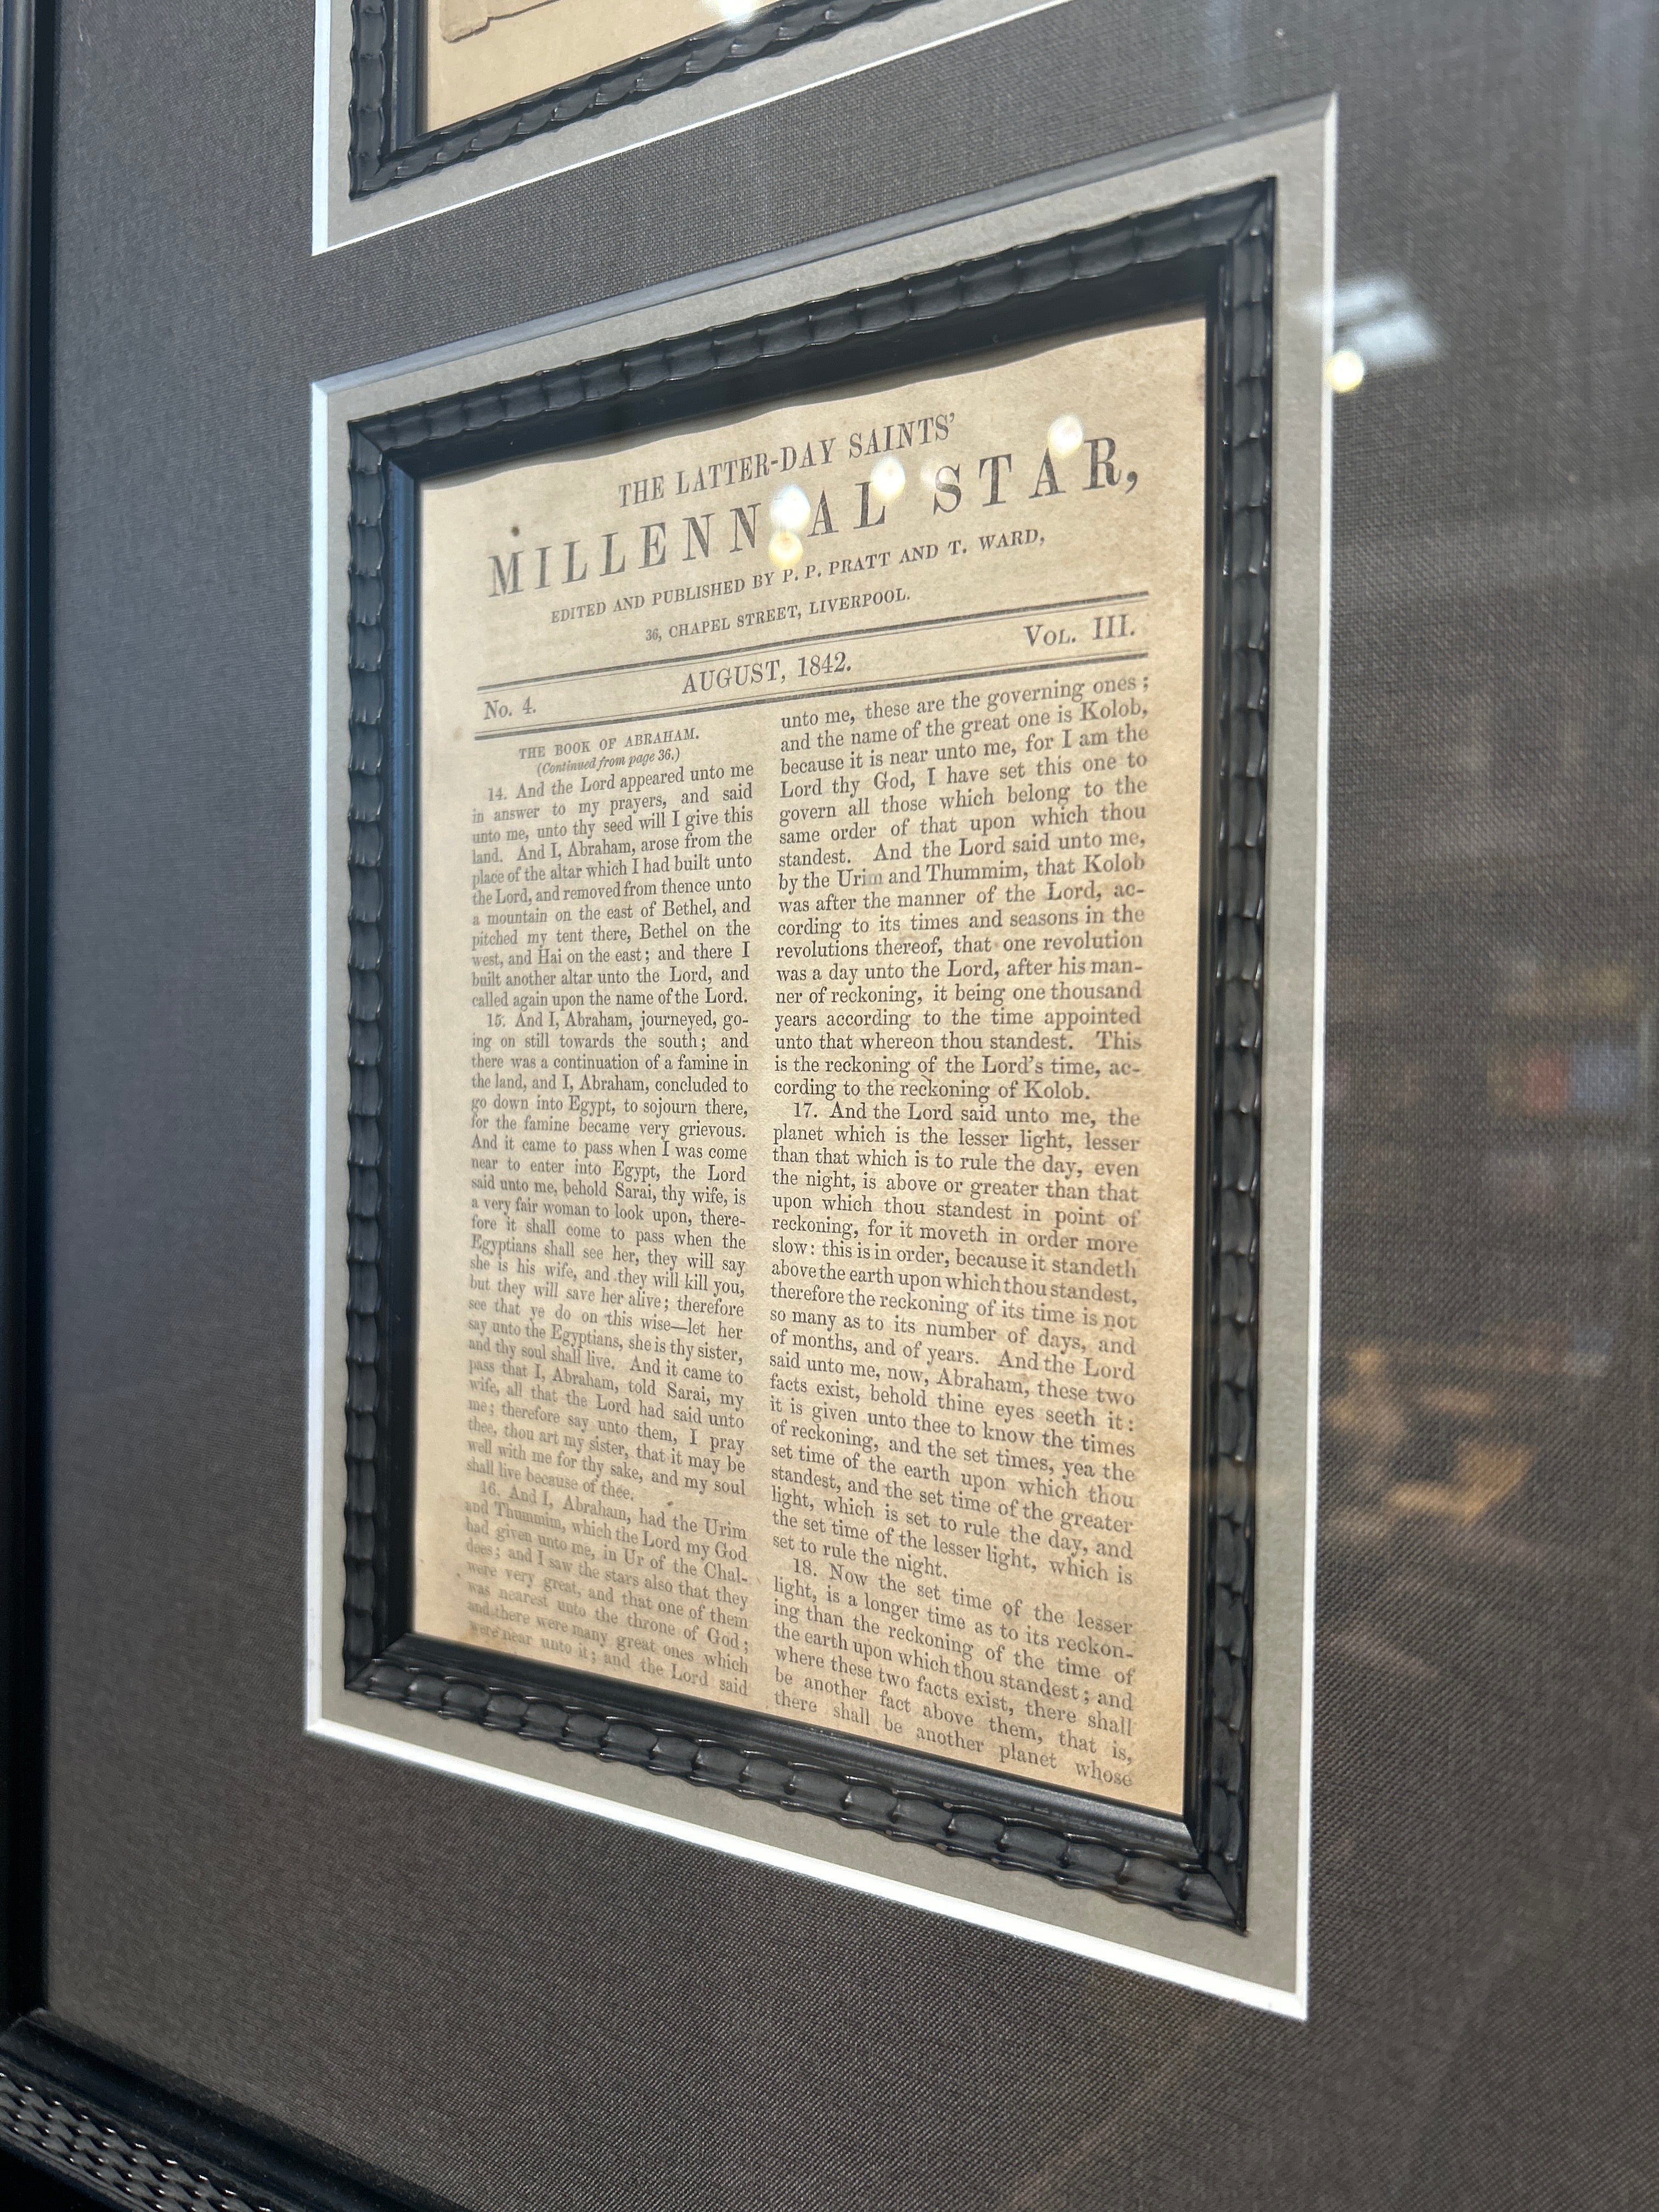 THE LATTER-DAY SAINTS'
MILLENNIAL STAR,
EDITED AND PUBLISHED BY P. P. PRATT AND T. WARD,
36, CHAPEL STREET, LIVERPOOL.
No. 4. AUGUST, 1842. VOL. III.
THE BOOK OF ABRAHAM.
(Continued from page 36.)
14. And the Lord appeared unto me
in answer to my prayers, and said
unto me, unto thy seed will I give this
land. And I, Abraham, arose from the
place of the altar which I had built unto
the Lord, and removed from thence unto
a mountain on the east of Bethel, and
pitched my tent there, Bethel on the
west, and Hai on the east; and there I
built another altar unto the Lord, and
called again upon the name of the Lord.
15. And I, Abraham, journeyed, go-
ing on still towards the south; and
there was a continuation of a famine in
the land, and I, Abraham, concluded to
go down into Egypt, to sojourn there,
for the famine became very grievous.
And it came to pass when I was come
near to enter into Egypt, the Lord
said unto me, behold Sarai, thy wife, is
a very fair woman to look upon, there-
fore it shall come to pass when the
Egyptians shall see her, they will say
she is his wife, and they will kill you,
but they will save her alive; therefore
see that ye do on this wise—let her
say unto the Egyptians, she is thy sister,
and thy soul shall live. And it came to
pass that I, Abraham, told Sarai, my
wife, all that the Lord had said unto
me; therefore say unto them, I pray
thee, thou art my sister, that it may be
well with me for thy sake, and my soul
shall live because of thee.
16. And I, Abraham, had the Urim
and Thummim, which the Lord my God
had given unto me, in Ur of the Chal-
dees; and I saw the stars also that they
were very great, and that one of them
was nearest unto the throne of God;
and there were many great ones which
were near unto it; and the Lord said
unto me, these are the governing ones;
and the name of the great one is Kolob,
because it is near unto me, for I am the
Lord thy God, I have set this one to
govern all those which belong to the
same order of that upon which thou
standest. And the Lord said unto me,
by the Urim and Thummim, that Kolob
was after the manner of the Lord, ac-
cording to its times and seasons in the
revolutions thereof, that one revolution
was a day unto the Lord, after his man-
ner of reckoning, it being one thousand
years according to the time appointed
unto that whereon thou standest. This
is the reckoning of the Lord's time, ac-
cording to the reckoning of Kolob.
17. And the Lord said unto me, the
planet which is the lesser light, lesser
than that which is to rule the day, even
the night, is above or greater than that
upon which thou standest in point of
reckoning, for it moveth in order more
slow: this is in order, because it standeth
above the earth upon which thou standest,
therefore the reckoning of its time is not
so many as to its number of days, and
of months, and of years. And the Lord
said unto me, now, Abraham, these two
facts exist, behold thine eyes seeth it:
it is given unto thee to know the times
of reckoning, and the set times, yea the
set time of the earth upon which thou
standest, and the set time of the greater
light, which is set to rule the day, and
the set time of the lesser light, which is
set to rule the night.
18. Now the set time of the lesser
light, is a longer time as to its reckon-
ing than the reckoning of the time of
the earth upon which thou standest; and
where these two facts exist, there shall
be another fact above them, that is,
there shall be another planet whose